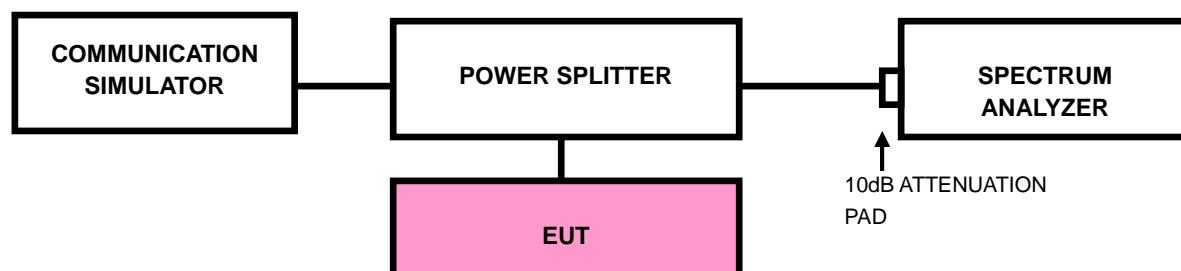 COMMUNICATION
SIMULATOR
POWER SPLITTER
SPECTRUM
ANALYZER
10dB ATTENUATION
PAD
EUT